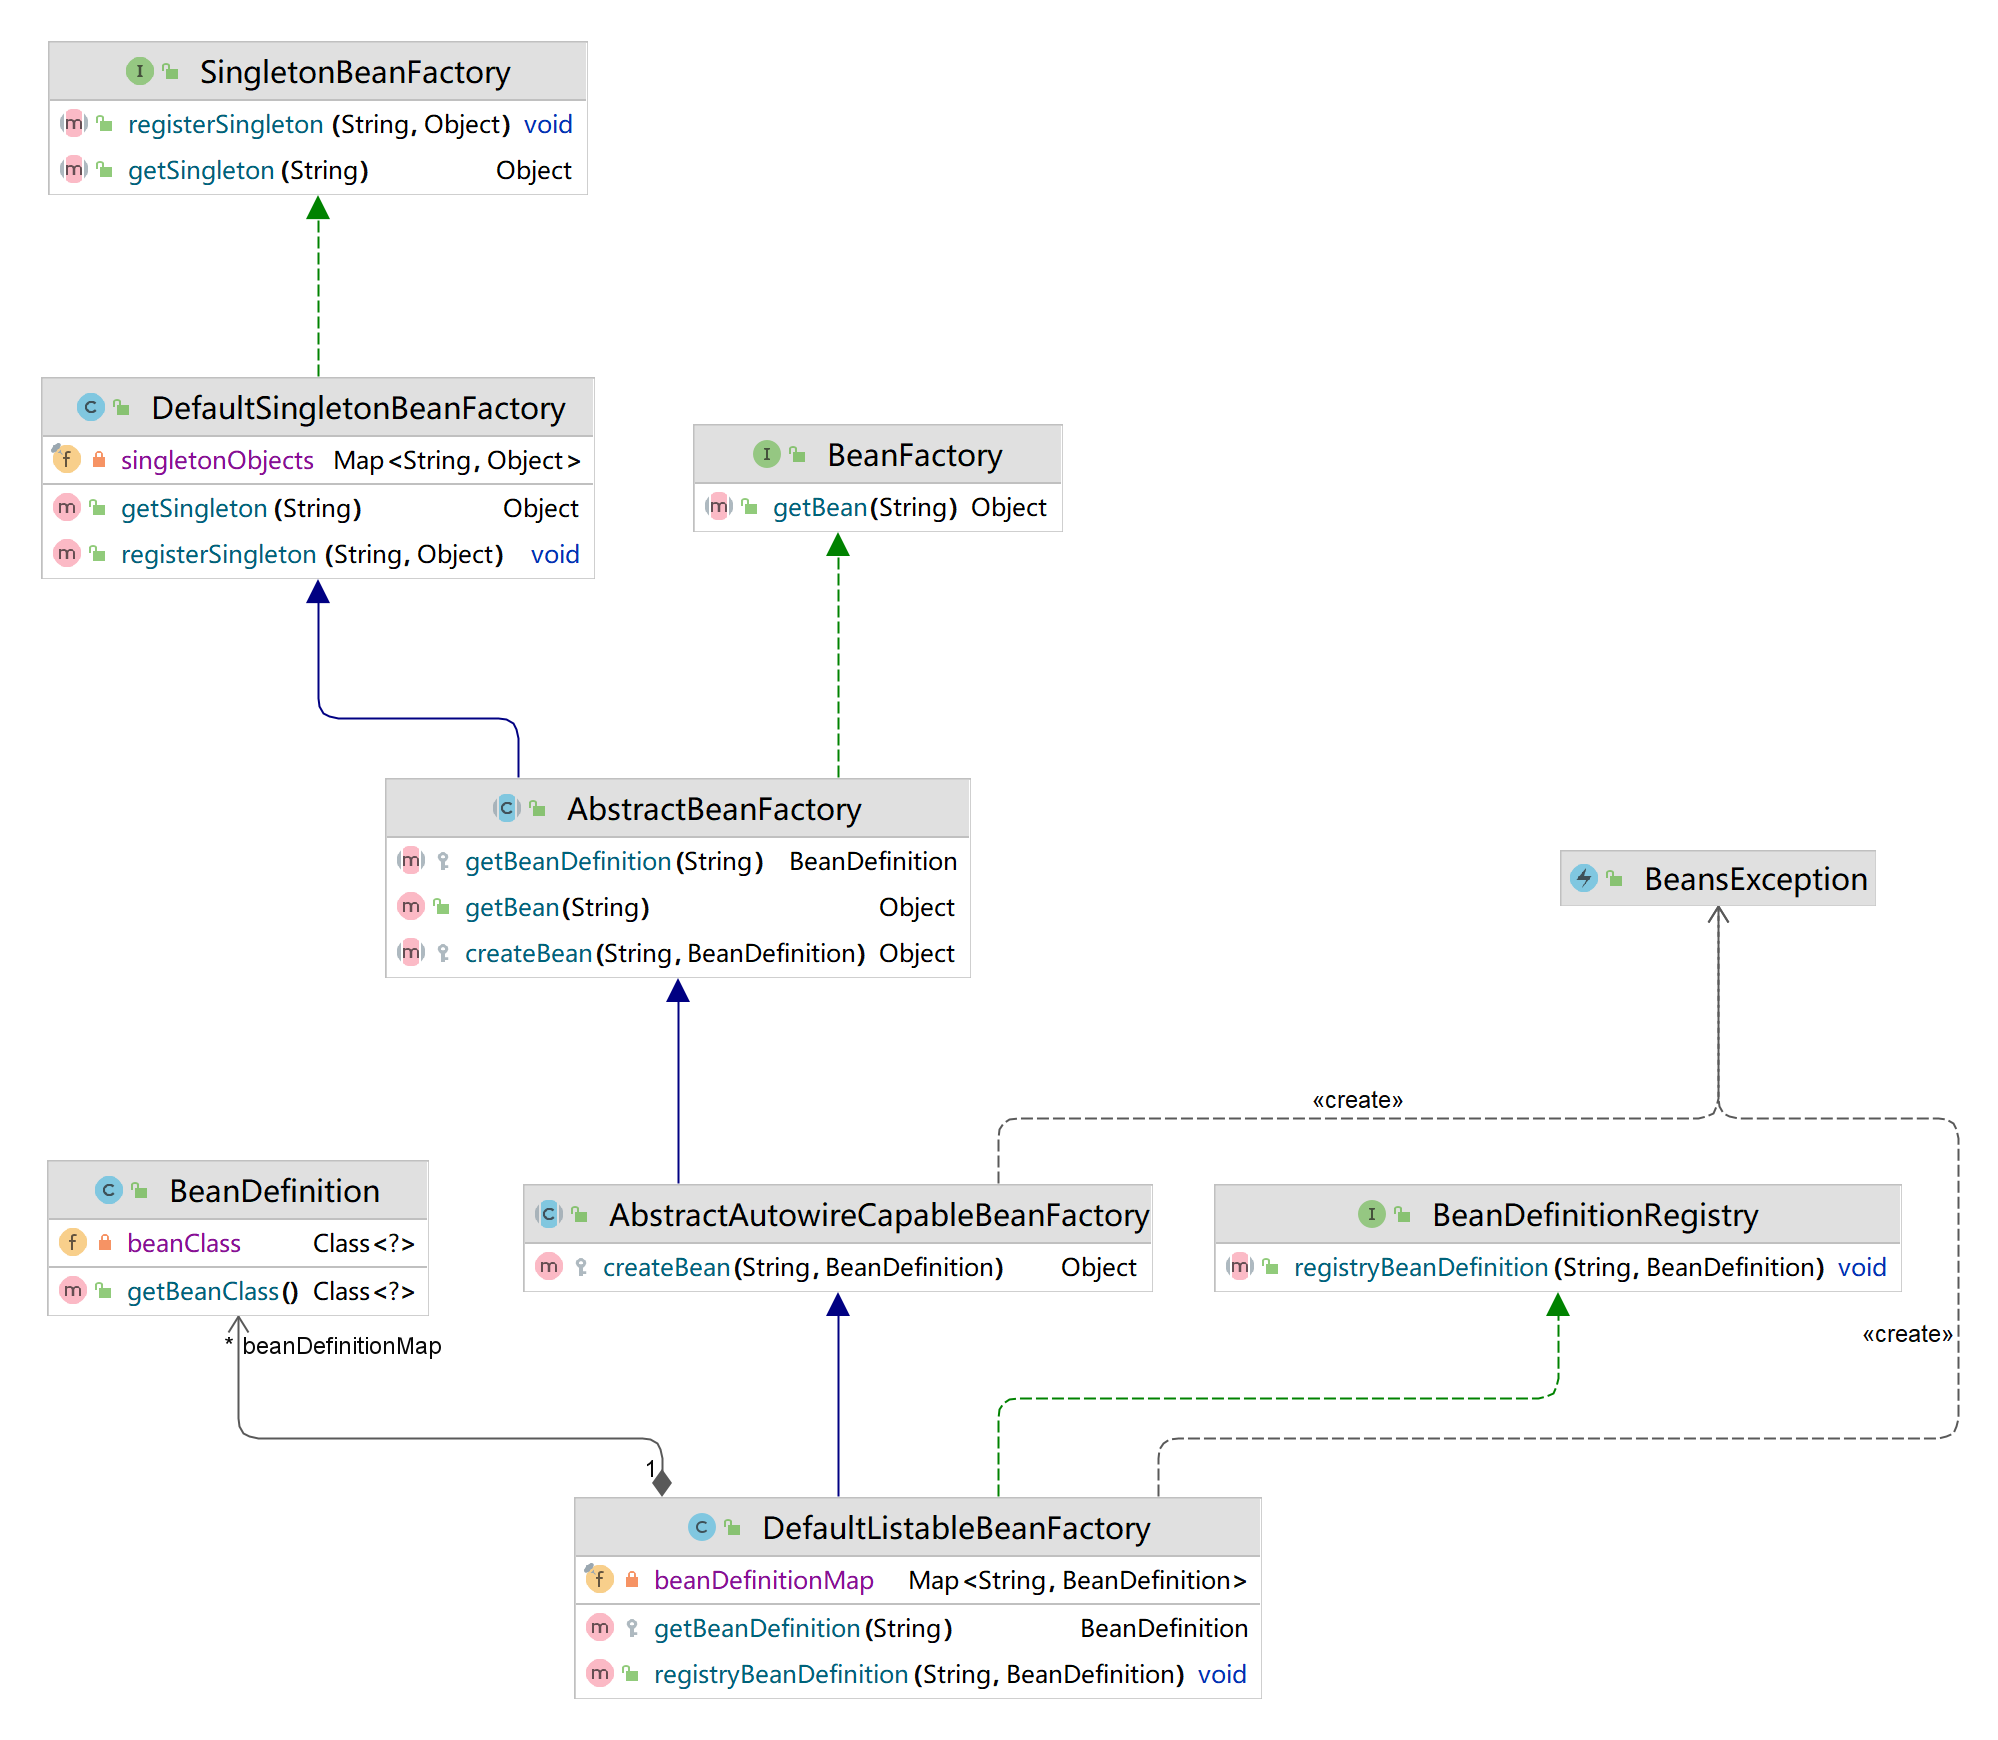 SingletonBeanFactory
registerSingleton (String, Object) void
getSingleton (String) Object
DefaultSingletonBeanFactory
singletonObjects Map<String, Object>
getSingleton (String) Object
registerSingleton (String, Object) void
BeanFactory
getBean(String) Object
AbstractBeanFactory
getBeanDefinition (String) BeanDefinition
getBean(String) Object
createBean(String, BeanDefinition) Object
BeansException
«create»
BeanDefinition
beanClass Class<?>
getBeanClass() Class<?>
AbstractAutowireCapableBeanFactory
createBean(String, BeanDefinition) Object
BeanDefinitionRegistry
registryBeanDefinition (String, BeanDefinition) void
«create»
* beanDefinitionMap
1
DefaultListableBeanFactory
beanDefinitionMap Map<String, BeanDefinition>
getBeanDefinition (String) BeanDefinition
registryBeanDefinition (String, BeanDefinition) void